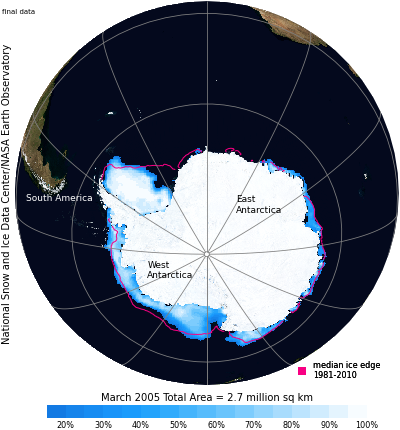 final data
National Snow and Ice Data Center/NASA Earth Observatory
South America
East
Antarctica
West
Antarctica
median ice edge
1981-2010
March 2005 Total Area = 2.7 million sq km
20% 30% 40% 50% 60% 70% 80% 90% 100%